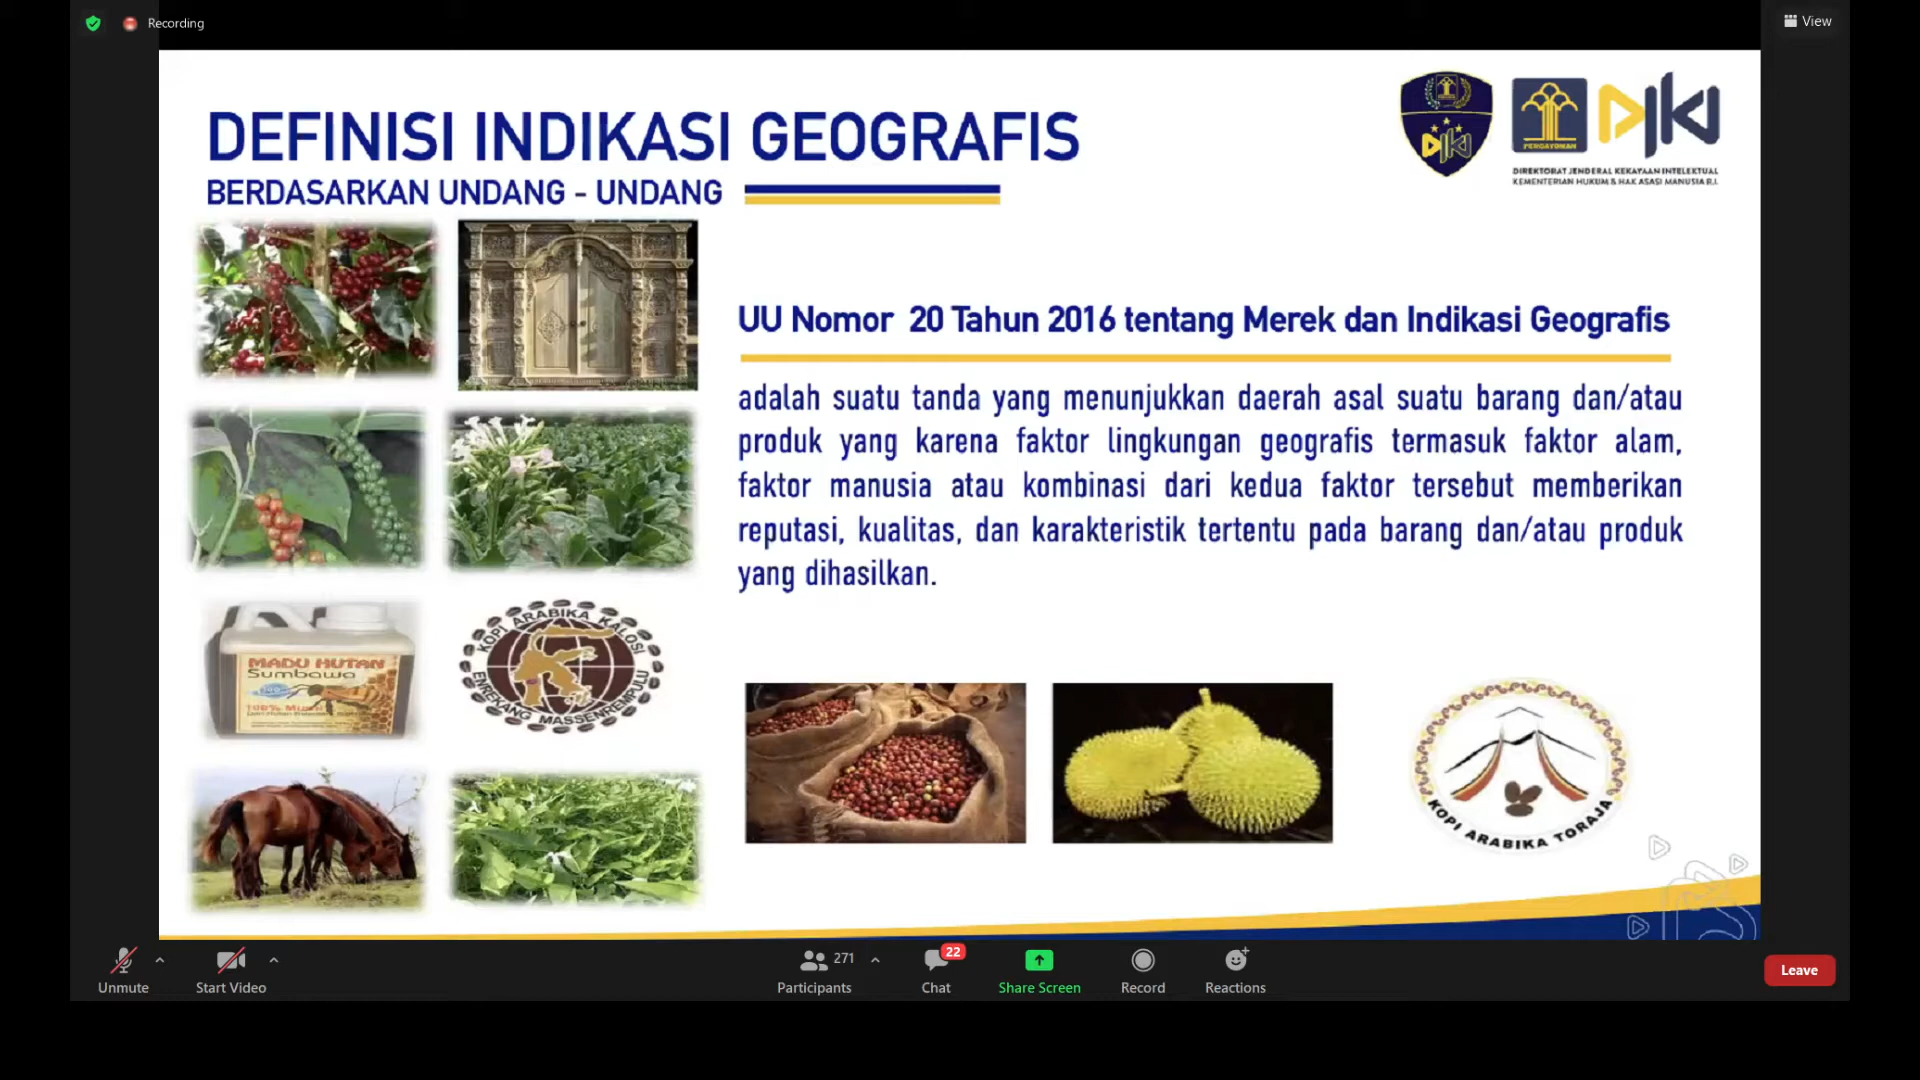 Recording
View
DEFINISI INDIKASI GEOGRAFIS
BERDASARKAN UNDANG - UNDANG
PENGAYOMAN
DJKI
DIREKTORAT JENDERAL KEKAYAAN INTELEKTUAL
KEMENTERIAN HUKUM & HAK ASASI MANUSIA R.I.
UU Nomor 20 Tahun 2016 tentang Merek dan Indikasi Geografis
adalah suatu tanda yang menunjukkan daerah asal suatu barang dan/atau
produk yang karena faktor lingkungan geografis termasuk faktor alam,
faktor manusia atau kombinasi dari kedua faktor tersebut memberikan
reputasi, kualitas, dan karakteristik tertentu pada barang dan/atau produk
yang dihasilkan.
MADU HUTAN
Sumbawa
100% Murni
KOPI ARABIKA KALOSI
ENREKANG MASSENREMPULU
KOPI ARABIKA TORAJA
Unmute
Start Video
271
Participants
22
Chat
Share Screen
Record
Reactions
Leave